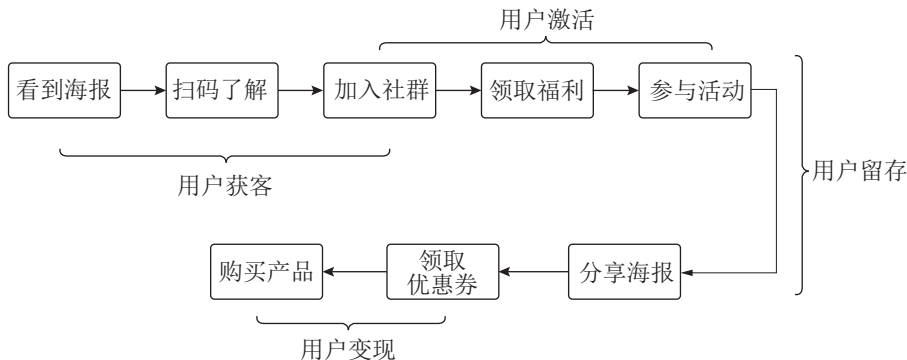 用户激活
看到海报
扫码了解
加入社群
领取福利
参与活动
用户获客
用户留存
购买产品
领取
优惠券
分享海报
用户变现